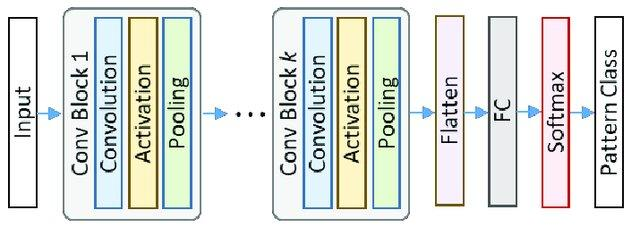 Input
Conv Block 1
Convolution
Activation
Pooling
...
Conv Block k
Convolution
Activation
Pooling
Flatten
FC
Softmax
Pattern Class